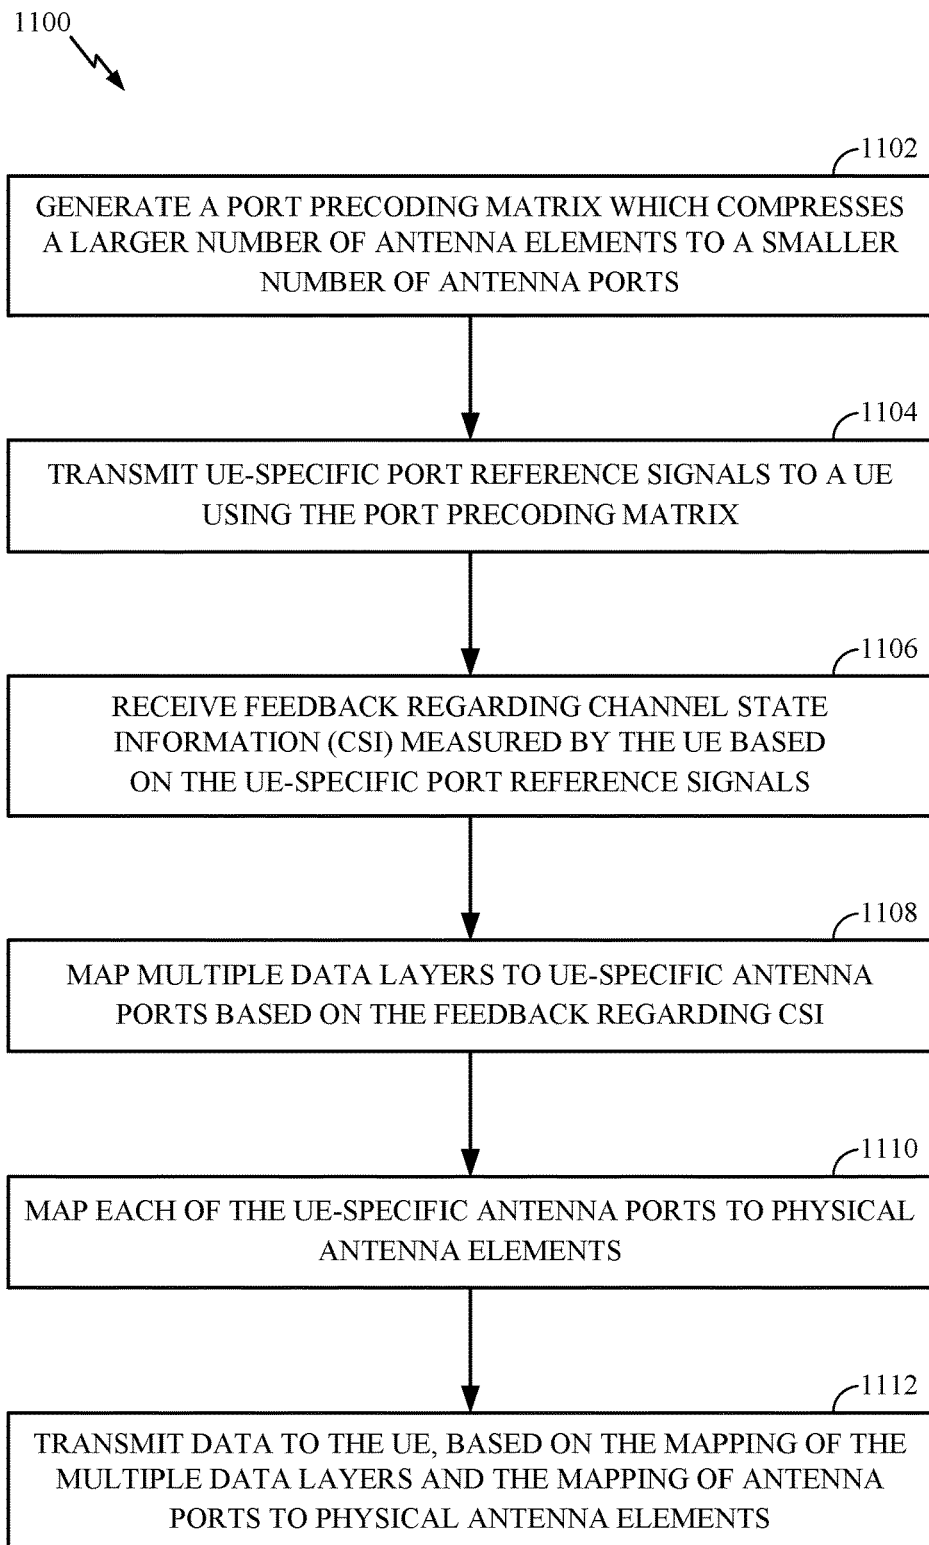 1100
1102
GENERATE A PORT PRECODING MATRIX WHICH COMPRESSES
A LARGER NUMBER OF ANTENNA ELEMENTS TO A SMALLER
NUMBER OF ANTENNA PORTS
1104
TRANSMIT UE-SPECIFIC PORT REFERENCE SIGNALS TO A UE
USING THE PORT PRECODING MATRIX
1106
RECEIVE FEEDBACK REGARDING CHANNEL STATE
INFORMATION (CSI) MEASURED BY THE UE BASED
ON THE UE-SPECIFIC PORT REFERENCE SIGNALS
1108
MAP MULTIPLE DATA LAYERS TO UE-SPECIFIC ANTENNA
PORTS BASED ON THE FEEDBACK REGARDING CSI
1110
MAP EACH OF THE UE-SPECIFIC ANTENNA PORTS TO PHYSICAL
ANTENNA ELEMENTS
1112
TRANSMIT DATA TO THE UE, BASED ON THE MAPPING OF THE
MULTIPLE DATA LAYERS AND THE MAPPING OF ANTENNA
PORTS TO PHYSICAL ANTENNA ELEMENTS